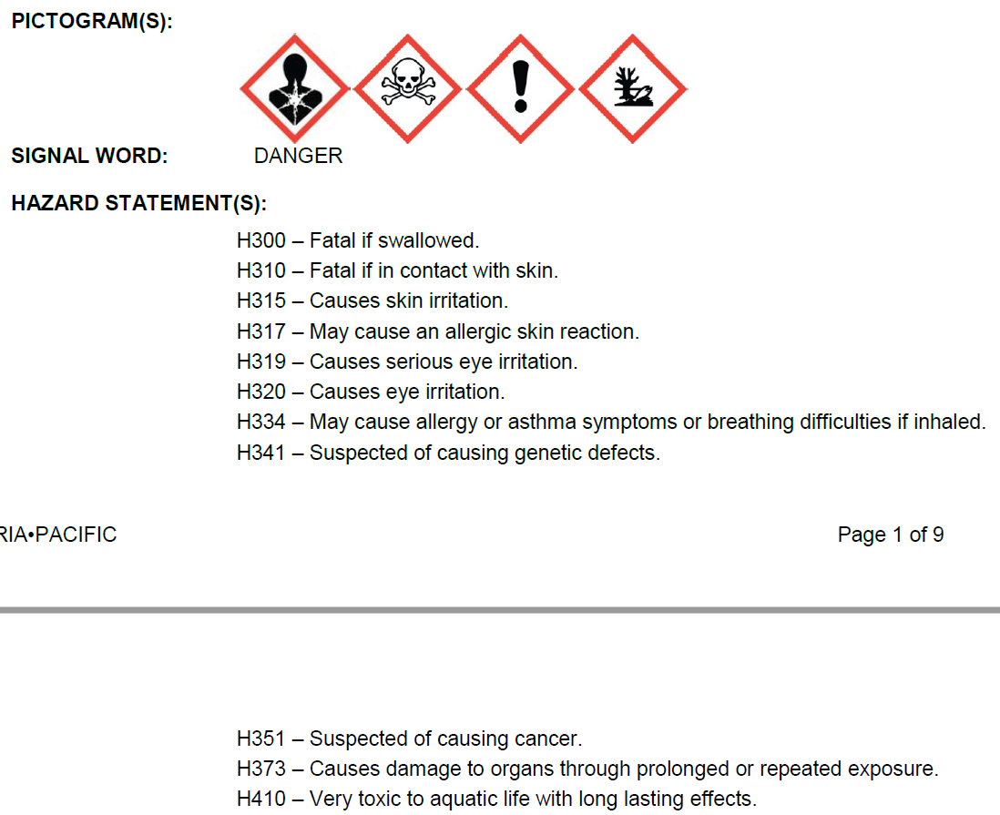 PICTOGRAM(S):
SIGNAL WORD: DANGER
HAZARD STATEMENT(S):
H300 – Fatal if swallowed.
H310 – Fatal if in contact with skin.
H315 – Causes skin irritation.
H317 – May cause an allergic skin reaction.
H319 – Causes serious eye irritation.
H320 – Causes eye irritation.
H334 – May cause allergy or asthma symptoms or breathing difficulties if inhaled.
H341 – Suspected of causing genetic defects.
RIA•PACIFIC Page 1 of 9
H351 – Suspected of causing cancer.
H373 – Causes damage to organs through prolonged or repeated exposure.
H410 – Very toxic to aquatic life with long lasting effects.